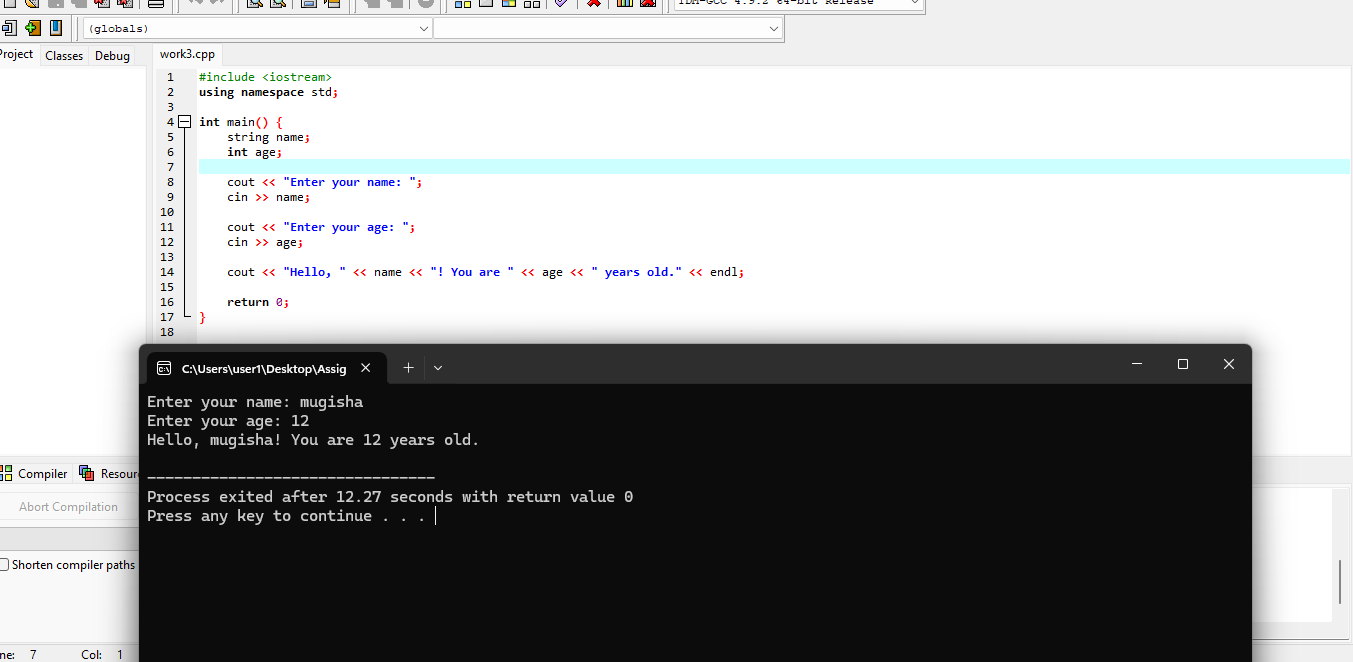 TDM-GCC 4.9.2 64-bit Release
(globals)
Project Classes Debug
work3.cpp
1 #include <iostream>
2 using namespace std;
3
4 int main() {
5 string name;
6 int age;
7
8 cout << "Enter your name: ";
9 cin >> name;
10
11 cout << "Enter your age: ";
12 cin >> age;
13
14 cout << "Hello, " << name << "! You are " << age << " years old." << endl;
15
16 return 0;
17 }
18
C:\Users\user1\Desktop\Assig
Enter your name: mugisha
Enter your age: 12
Hello, mugisha! You are 12 years old.
--------------------------------
Process exited after 12.27 seconds with return value 0
Press any key to continue . . .
Compiler Resour
Abort Compilation
Shorten compiler paths
ne: 7 Col: 1